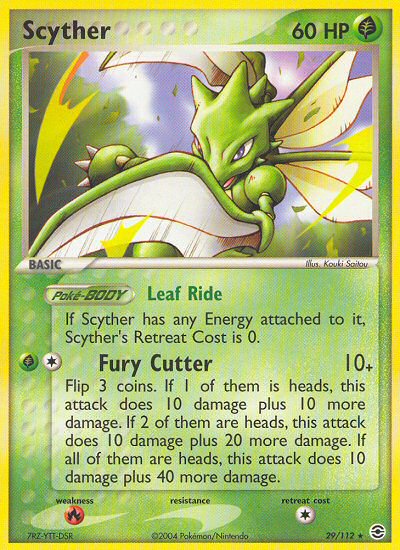 Scyther 60 HP
BASIC
Illus. Kouki Saitou
Poké-BODY Leaf Ride
If Scyther has any Energy attached to it,
Scyther's Retreat Cost is 0.
Fury Cutter 10+
Flip 3 coins. If 1 of them is heads, this
attack does 10 damage plus 10 more
damage. If 2 of them are heads, this attack
does 10 damage plus 20 more damage. If
all of them are heads, this attack does 10
damage plus 40 more damage.
weakness resistance retreat cost
7RZ-YTT-DSR ©2004 Pokémon/Nintendo 29/112 ★